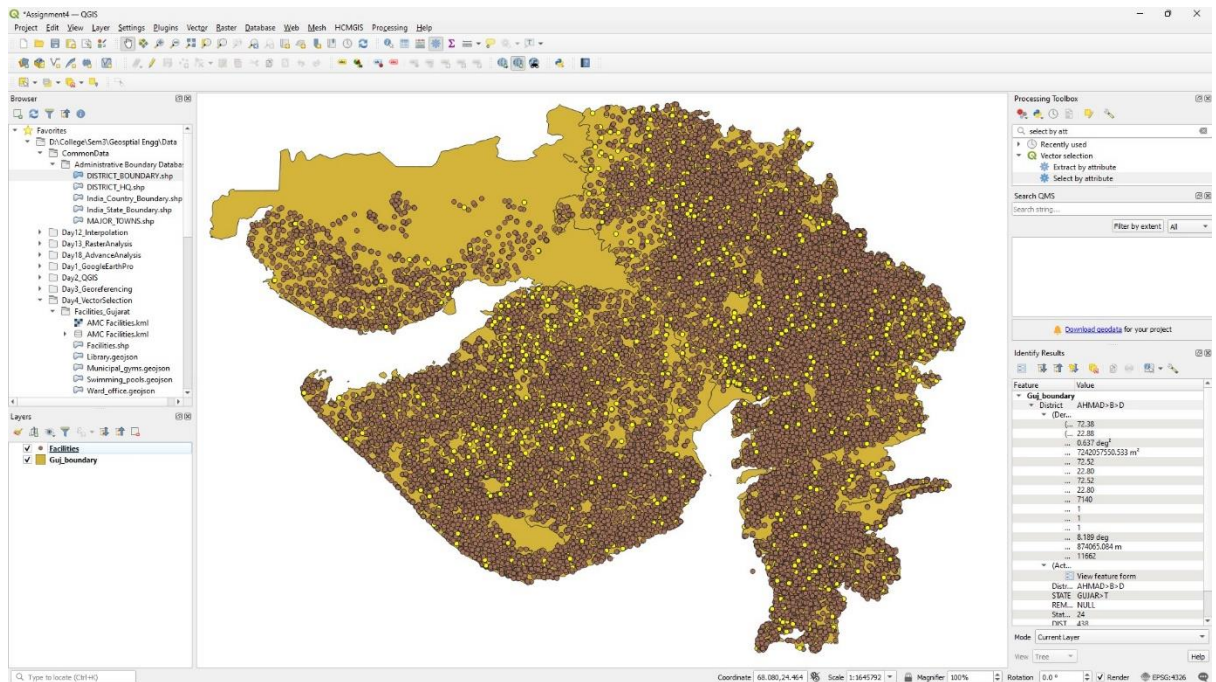 *Assignment4 — QGIS
Project Edit View Layer Settings Plugins Vector Raster Database Web Mesh HCMGIS Processing Help
Browser
Favorites
D:\College\Sem3\Geosptial Engg\Data
CommonData
Administrative Boundary Databas
DISTRICT_BOUNDARY.shp
DISTRICT_HQ.shp
India_Country_Boundary.shp
India_State_Boundary.shp
MAJOR_TOWNS.shp
Day12_Interpolation
Day13_RasterAnalysis
Day18_AdvanceAnalysis
Day1_GoogleEarthPro
Day2_QGIS
Day3_Georeferencing
Day4_VectorSelection
Facilities_Gujarat
AMC Facilities.kml
AMC Facilities.kml
Facilities.shp
Library.geojson
Municipal_gyms.geojson
Swimming_pools.geojson
Ward_office.geojson
Layers
Facilities
Guj_boundary
Processing Toolbox
select by att
Recently used
Vector selection
Extract by attribute
Select by attribute
Search QMS
Search string...
Filter by extent All
Download geodata for your project
Identify Results
Feature Value
Guj_boundary
District AHMAD>B>D
(Der...
(... 72.38
(... 22.88
... 0.637 deg²
... 7242057550.533 m²
... 72.52
... 22.80
... 72.52
... 22.80
... 7140
... 1
... 1
... 1
... 8.189 deg
... 874065.084 m
... 11662
(Act...
View feature form
Distr... AHMAD>B>D
STATE GUJAR>T
REM... NULL
Stat... 24
DIST 438
Mode Current Layer
View Tree Help
Type to locate (Ctrl+K) Coordinate 68.080,24.464 Scale 1:1645792 Magnifier 100% Rotation 0.0 ° Render EPSG:4326